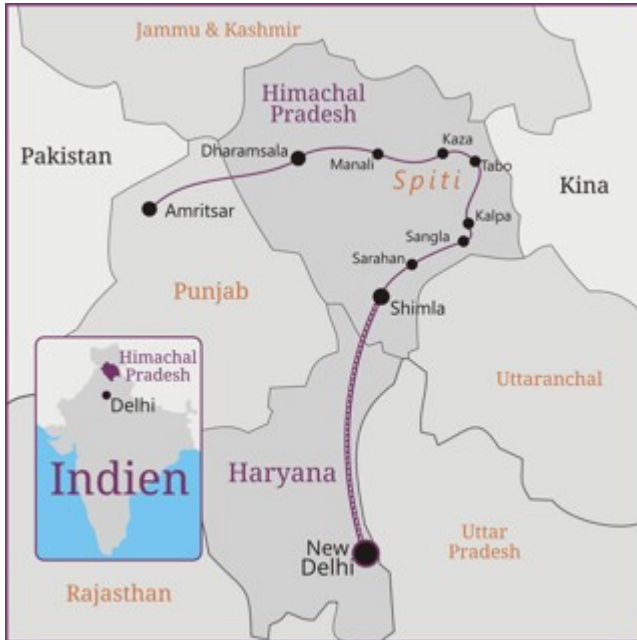 Jammu & Kashmir
Himachal
Pradesh
Pakistan
Dharamsala
Manali
Kaza
Tabo
Spiti
Kina
Amritsar
Kalpa
Sangla
Sarahan
Punjab
Shimla
Himachal
Pradesh
Delhi
Indien
Uttaranchal
Haryana
New
Delhi
Uttar
Pradesh
Rajasthan